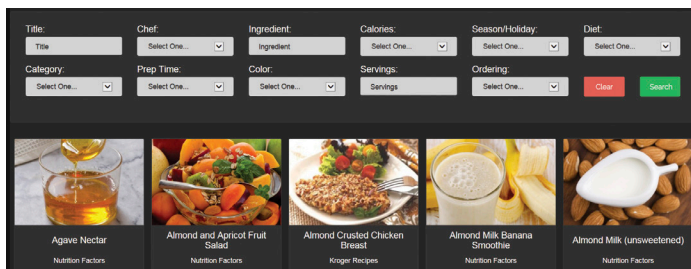 Title: Chef: Ingredient: Calories: Season/Holiday: Diet:
Title Select One... Ingredient Select One... Select One... Select One...
Category: Prep Time: Color: Servings: Ordering:
Select One... Select One... Select One... Servings Select One... Clear Search
Agave Nectar
Nutrition Factors
Almond and Apricot Fruit
Salad
Nutrition Factors
Almond Crusted Chicken
Breast
Kroger Recipes
Almond Milk Banana
Smoothie
Nutrition Factors
Almond Milk (unsweetened)
Nutrition Factors